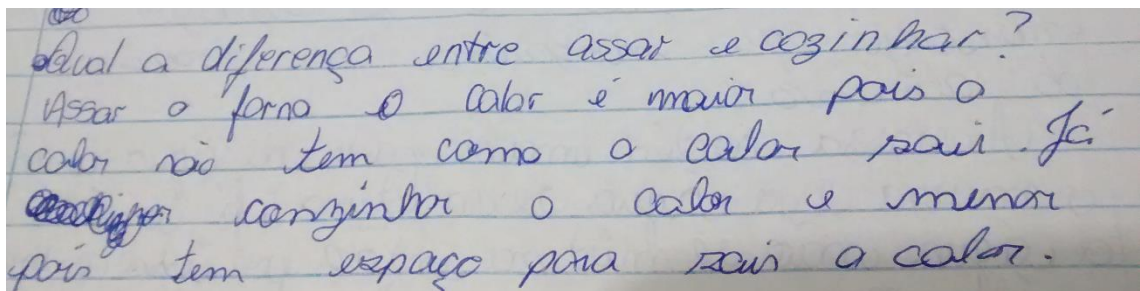 Qual a diferença entre assar e cozinhar?
Assar o forno o calor é maior pois o
calor não tem como o calor sair. Já
conzinhar o calor e menor
pois tem espaço para sair o calor.